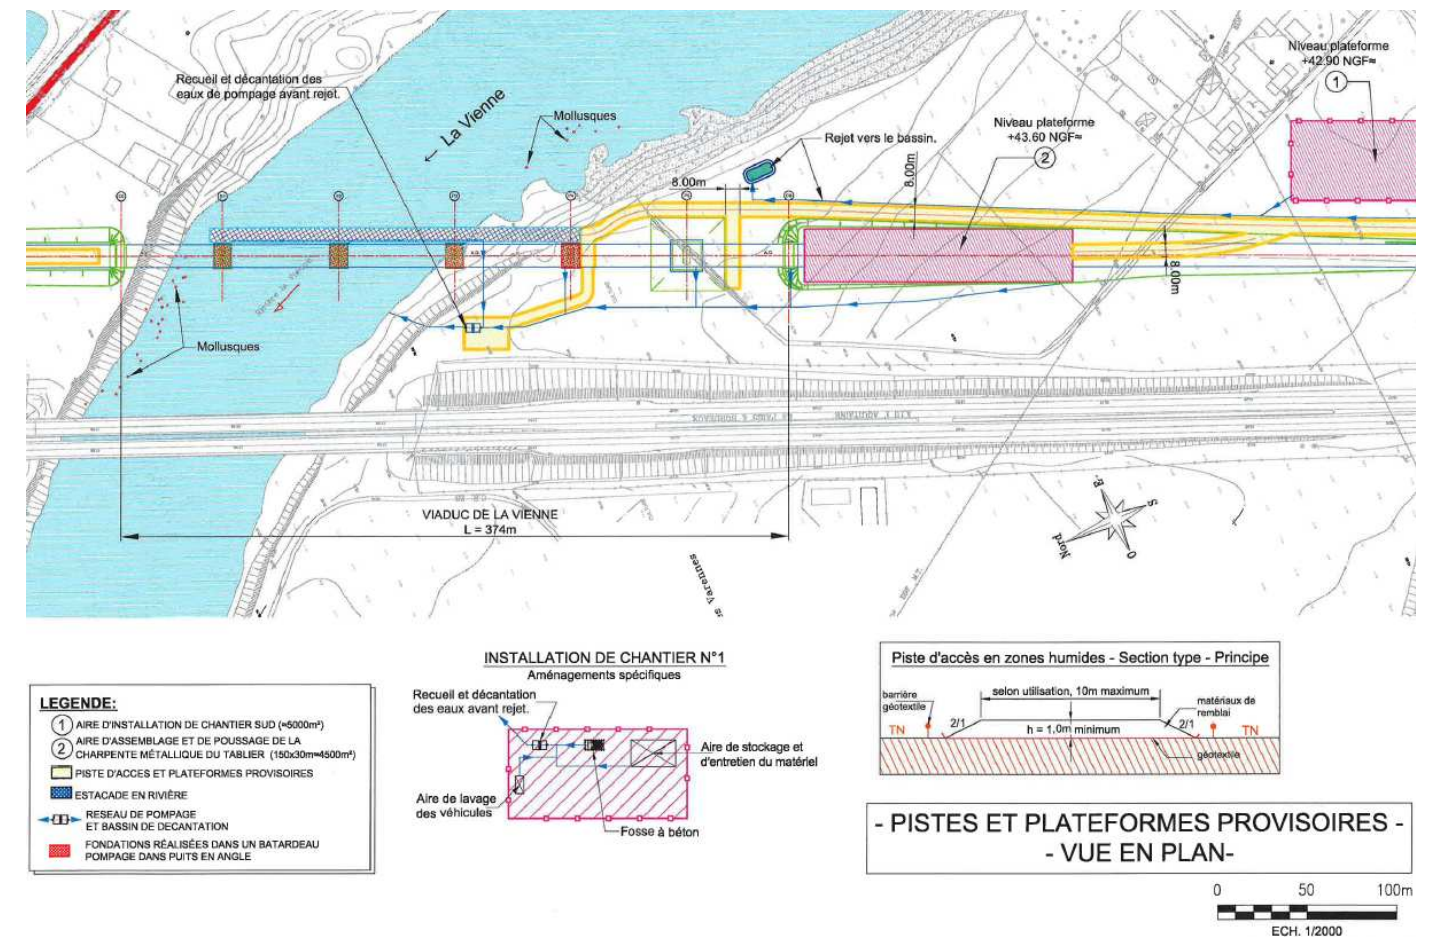 Niveau plateforme
+42.90 NGF≈
1
Recueil et décantation des
eaux de pompage avant rejet.
← La Vienne
Mollusques
Rejet vers le bassin.
Niveau plateforme
+43.60 NGF≈
2
8.00m
8.00m
8.00m
Mollusques
VIADUC DE LA VIENNE
L = 374m
Nord
E
S
O
s Varennes
INSTALLATION DE CHANTIER N°1
Aménagements spécifiques
Recueil et décantation
des eaux avant rejet.
Aire de stockage et
d'entretien du matériel
Aire de lavage
des véhicules
Fosse à béton
Piste d'accès en zones humides - Section type - Principe
barrière
géotextile
selon utilisation, 10m maximum
matériaux de
remblai
TN
2/1
h = 1,0m minimum
2/1
TN
géotextile
LEGENDE:
1 AIRE D'INSTALLATION DE CHANTIER SUD (≈5000m²)
2 AIRE D'ASSEMBLAGE ET DE POUSSAGE DE LA
CHARPENTE MÉTALLIQUE DU TABLIER (150x30m≈4500m²)
PISTE D'ACCES ET PLATEFORMES PROVISOIRES
ESTACADE EN RIVIÈRE
RESEAU DE POMPAGE
ET BASSIN DE DECANTATION
FONDATIONS RÉALISÉES DANS UN BATARDEAU
POMPAGE DANS PUITS EN ANGLE
- PISTES ET PLATEFORMES PROVISOIRES -
- VUE EN PLAN-
0 50 100m
ECH. 1/2000